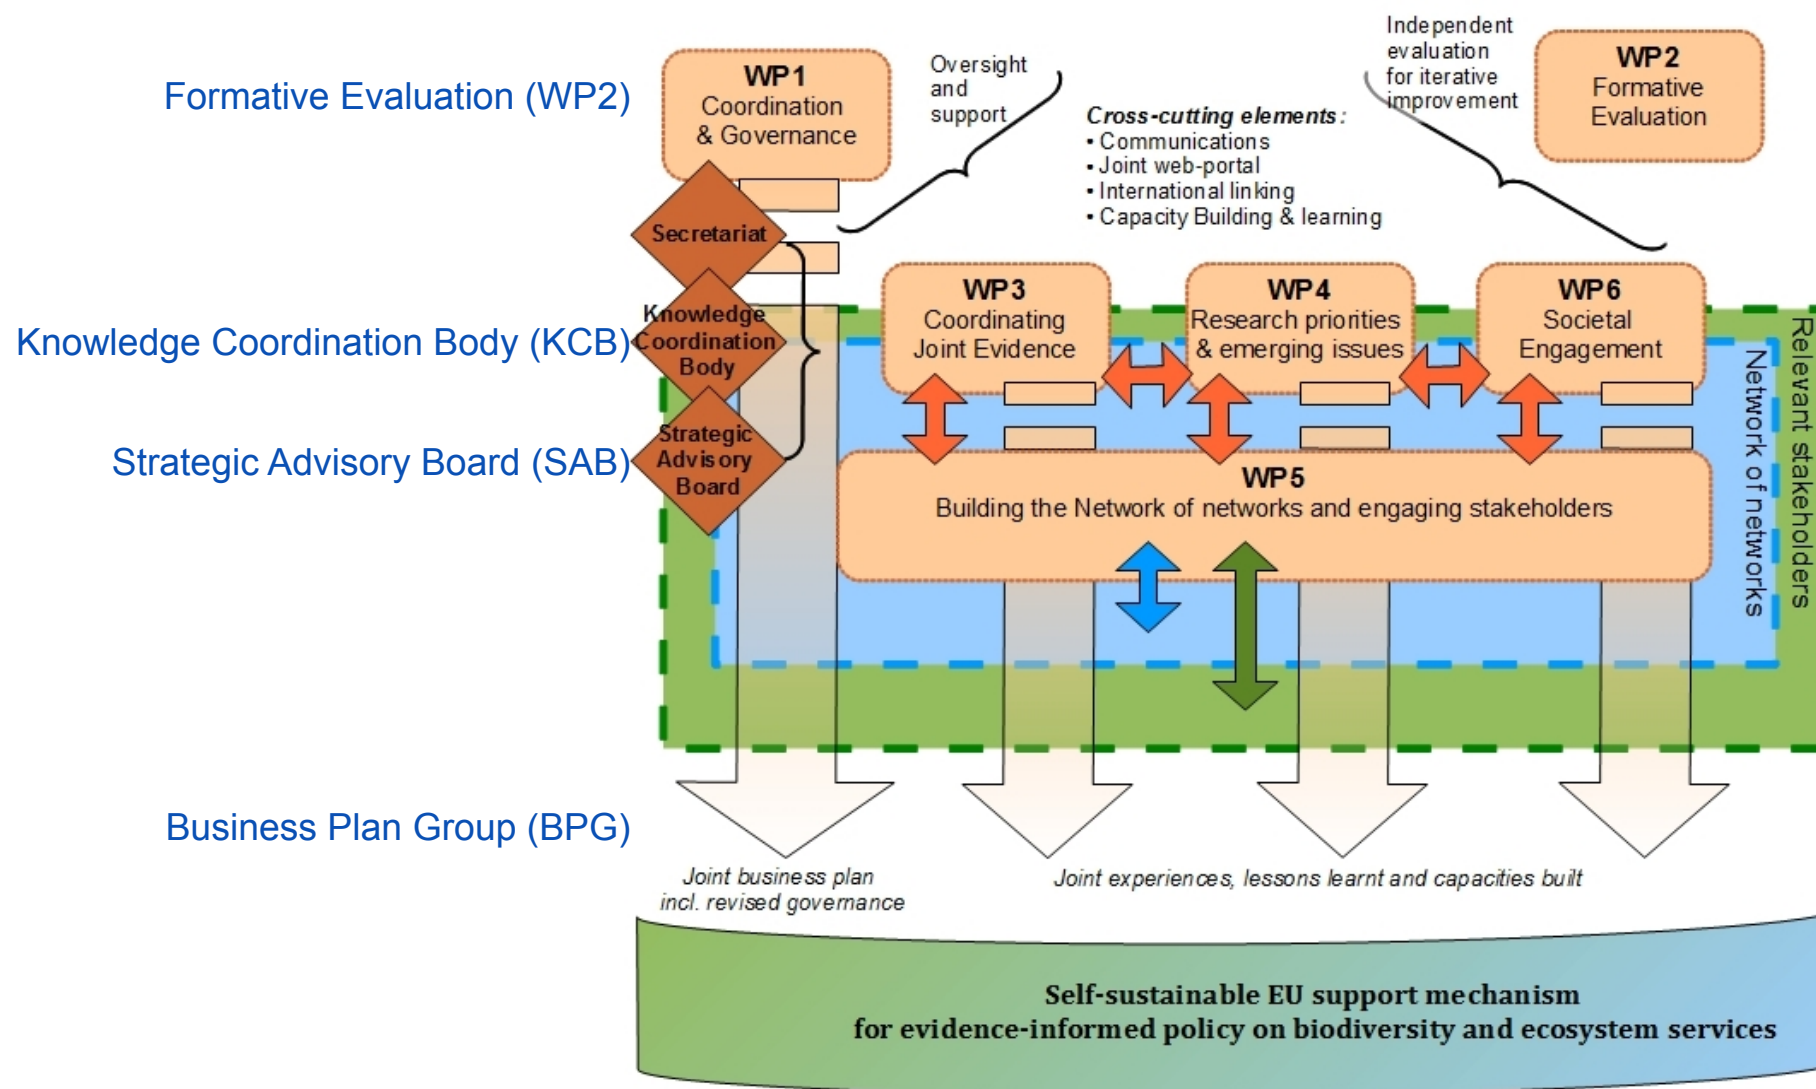 Formative Evaluation (WP2)
Knowledge Coordination Body (KCB)
Strategic Advisory Board (SAB)
Business Plan Group (BPG)
WP1
Coordination
& Governance
Oversight
and
support
Cross-cutting elements:
• Communications
• Joint web-portal
• International linking
• Capacity Building & learning
Independent
evaluation
for iterative
improvement
WP2
Formative
Evaluation
Secretariat
Knowledge
Coordination
Body
Strategic
Advisory
Board
WP3
Coordinating
Joint Evidence
WP4
Research priorities
& emerging issues
WP6
Societal
Engagement
WP5
Building the Network of networks and engaging stakeholders
Network of networks
Relevant stakeholders
Joint business plan
incl. revised governance
Joint experiences, lessons learnt and capacities built
Self-sustainable EU support mechanism
for evidence-informed policy on biodiversity and ecosystem services